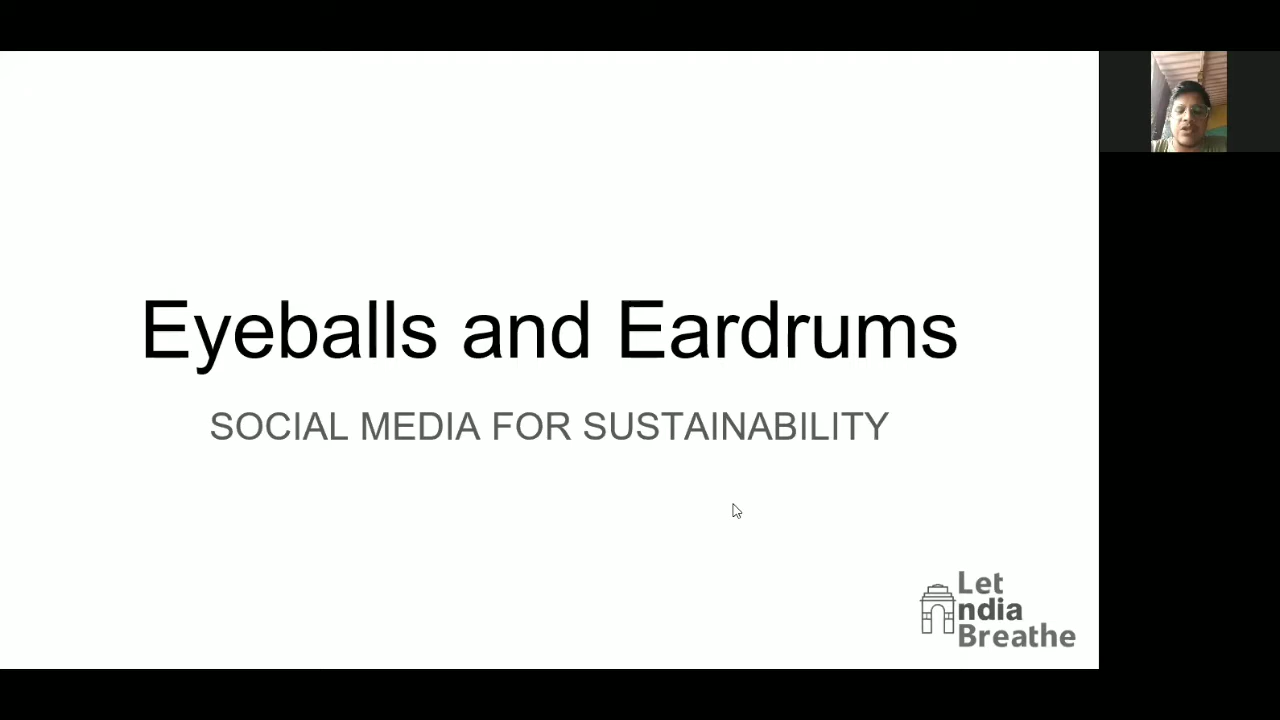 Eyeballs and Eardrums
SOCIAL MEDIA FOR SUSTAINABILITY
Let
ndia
Breathe